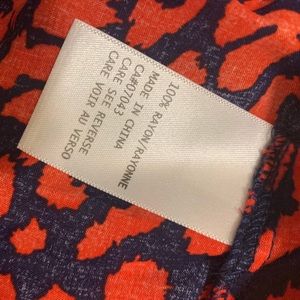 100% RAYON/RAYONNE
MADE IN CHINA
CA#07043
CARE SEE REVERSE
CARE VOIR AU VERSO